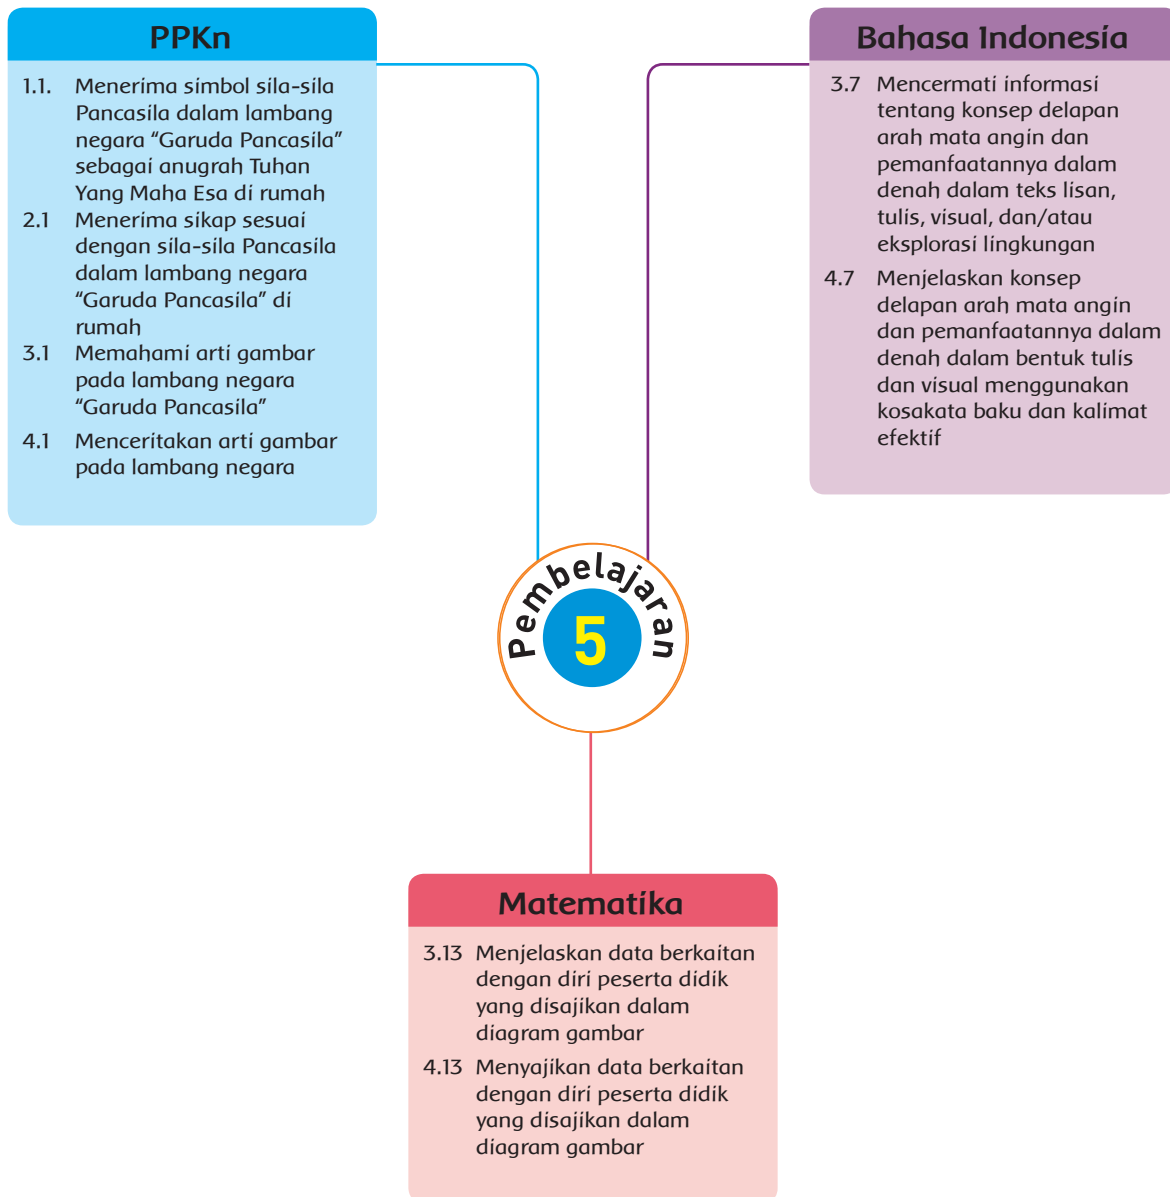 PPKn
1.1. Menerima simbol sila-sila
Pancasila dalam lambang
negara “Garuda Pancasila”
sebagai anugrah Tuhan
Yang Maha Esa di rumah
2.1 Menerima sikap sesuai
dengan sila-sila Pancasila
dalam lambang negara
“Garuda Pancasila” di
rumah
3.1 Memahami arti gambar
pada lambang negara
“Garuda Pancasila”
4.1 Menceritakan arti gambar
pada lambang negara
Bahasa Indonesia
3.7 Mencermati informasi
tentang konsep delapan
arah mata angin dan
pemanfaatannya dalam
denah dalam teks lisan,
tulis, visual, dan/atau
eksplorasi lingkungan
4.7 Menjelaskan konsep
delapan arah mata angin
dan pemanfaatannya dalam
denah dalam bentuk tulis
dan visual menggunakan
kosakata baku dan kalimat
efektif
Pembelajaran
5
Matematika
3.13 Menjelaskan data berkaitan
dengan diri peserta didik
yang disajikan dalam
diagram gambar
4.13 Menyajikan data berkaitan
dengan diri peserta didik
yang disajikan dalam
diagram gambar